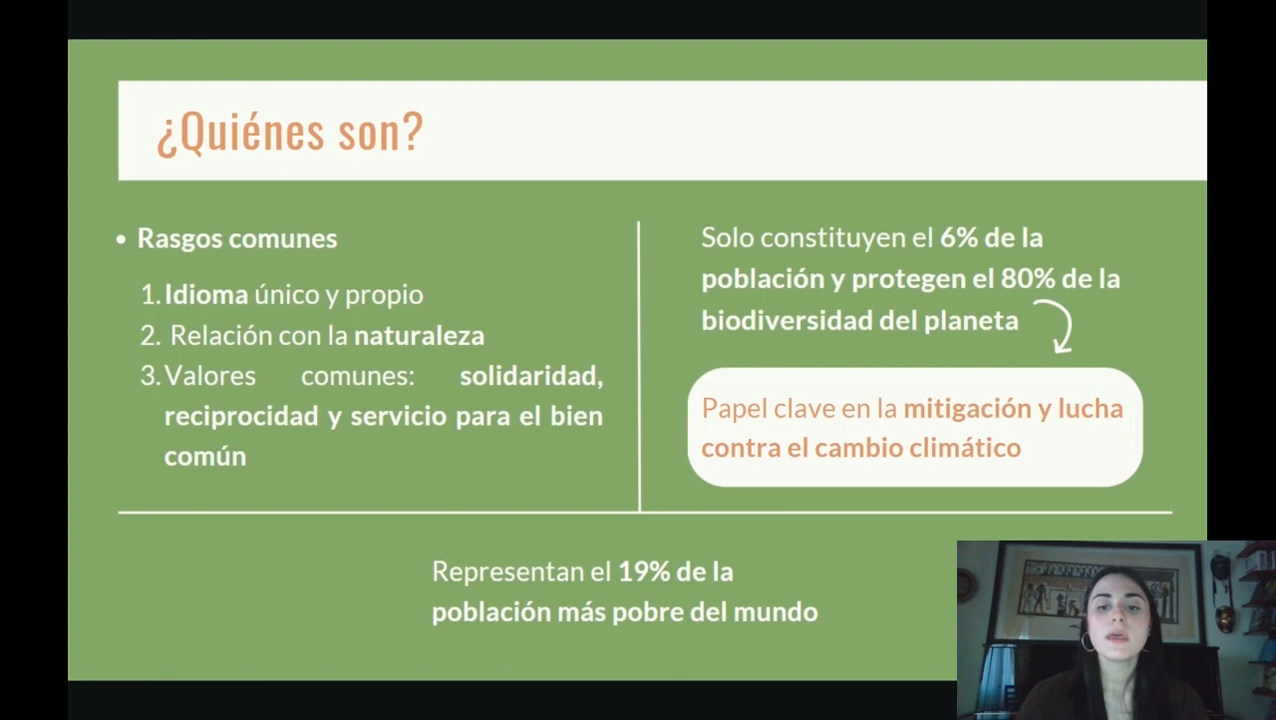 ¿Quiénes son?
• Rasgos comunes
1. Idioma único y propio
2. Relación con la naturaleza
3. Valores comunes: solidaridad,
reciprocidad y servicio para el bien
común
Solo constituyen el 6% de la
población y protegen el 80% de la
biodiversidad del planeta
Papel clave en la mitigación y lucha
contra el cambio climático
Representan el 19% de la
población más pobre del mundo